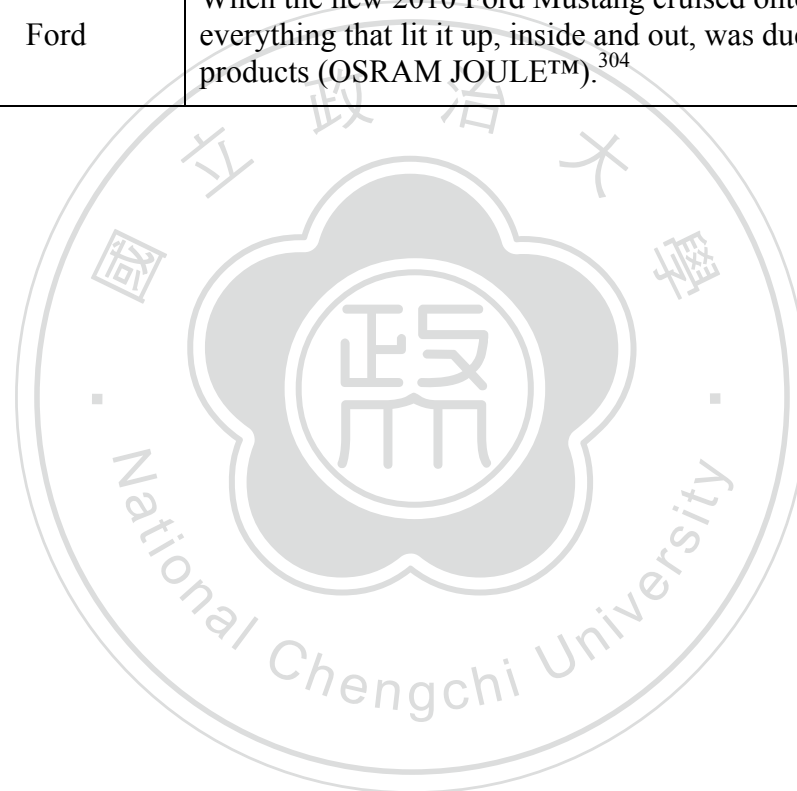 When the new 2010 Ford Mustang cruised onto
Ford everything that lit it up, inside and out, was due
products (OSRAM JOULE™).304
國立政治大學
National Chengchi University